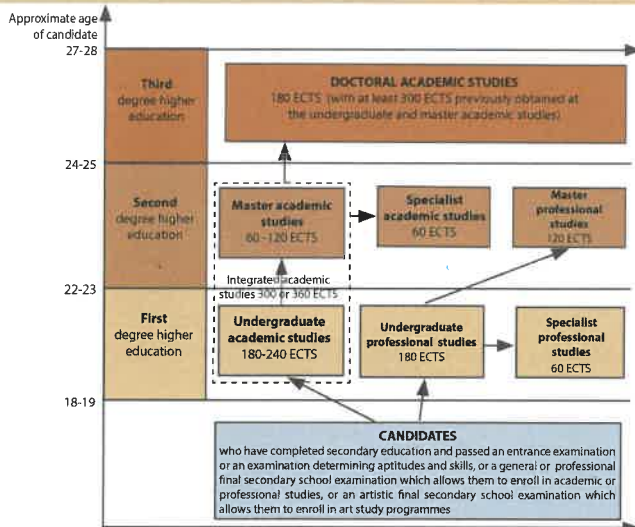 Approximate age
of candidate
27-28
Third
degree higher
education
DOCTORAL ACADEMIC STUDIES
180 ECTS (with at least 300 ECTS previously obtained at
the undergraduate and master academic studies)
24-25
Second
degree higher
education
Master academic
studies
60 -120 ECTS
Specialist
academic studies
60 ECTS
Master
professional
studies
120 ECTS
Integrated academic
studies 300 or 360 ECTS
22-23
First
degree higher
education
Undergraduate
academic studies
180-240 ECTS
Undergraduate
professional studies
180 ECTS
Specialist
professional
studies
60 ECTS
18-19
CANDIDATES
who have completed secondary education and passed an entrance examination
or an examination determining aptitudes and skills, or a general or professional
final secondary school examination which allows them to enroll in academic or
professional studies, or an artistic final secondary school examination which
allows them to enroll in art study programmes